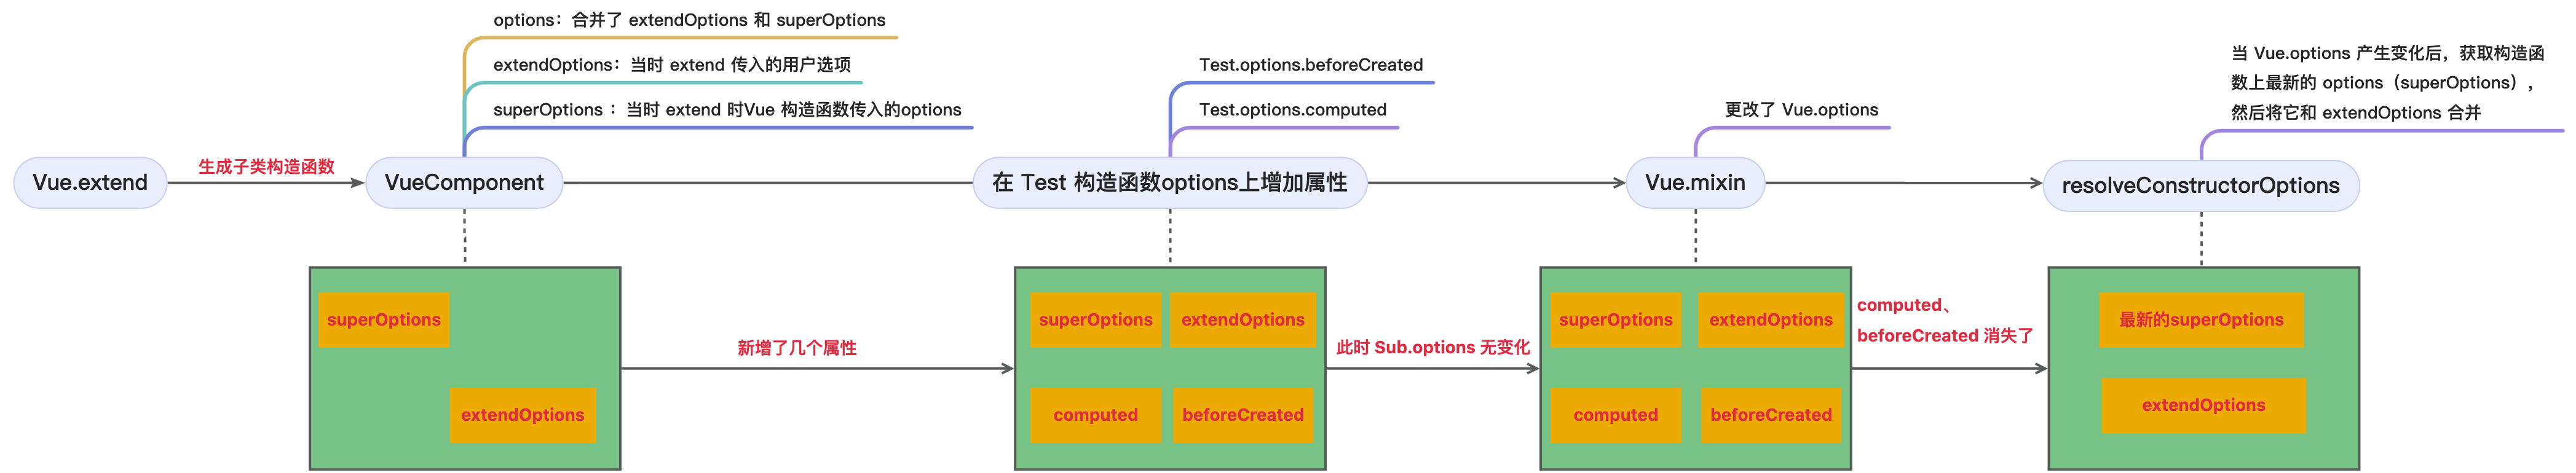 options：合并了 extendOptions 和 superOptions
extendOptions：当时 extend 传入的用户选项
superOptions ：当时 extend 时Vue 构造函数传入的options
Test.options.beforeCreated
Test.options.computed
更改了 Vue.options
当 Vue.options 产生变化后，获取构造函
数上最新的 options（superOptions），
然后将它和 extendOptions 合并
Vue.extend
生成子类构造函数
VueComponent
在 Test 构造函数options上增加属性
Vue.mixin
resolveConstructorOptions
superOptions
extendOptions
新增了几个属性
superOptions
extendOptions
computed
beforeCreated
此时 Sub.options 无变化
superOptions
extendOptions
computed
beforeCreated
computed、
beforeCreated 消失了
最新的superOptions
extendOptions